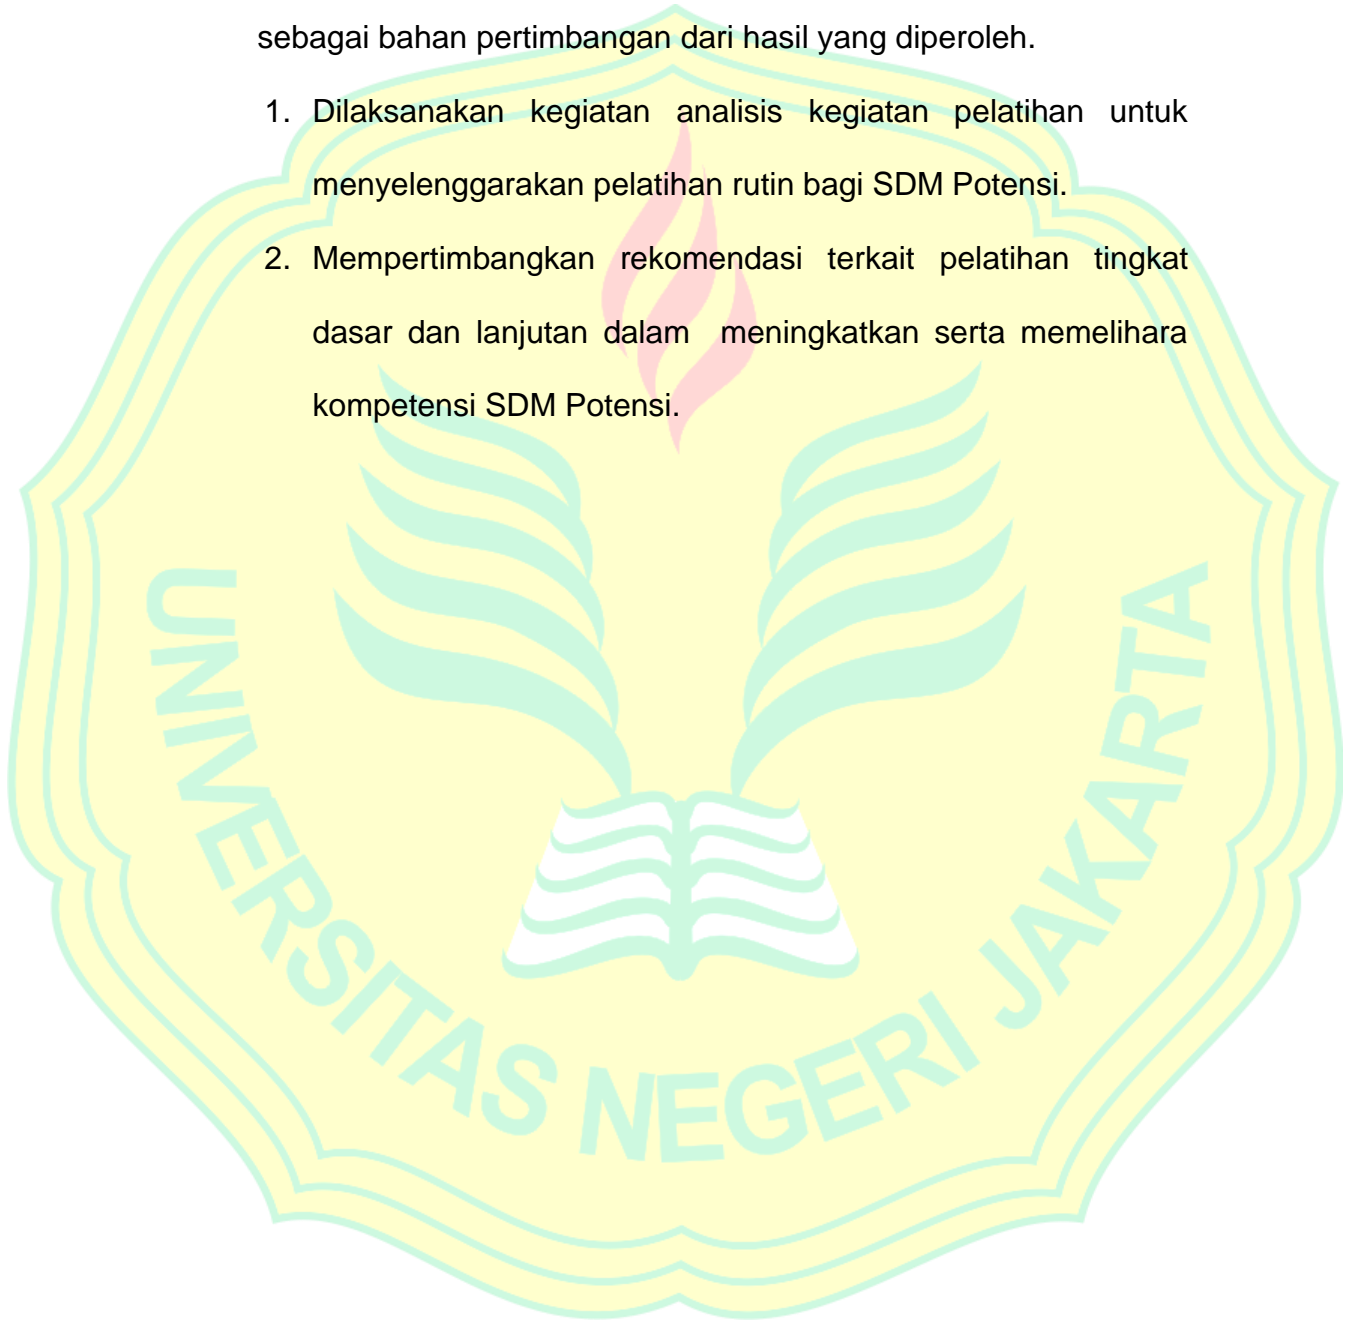 sebagai bahan pertimbangan dari hasil yang diperoleh.
1. Dilaksanakan kegiatan analisis kegiatan pelatihan untuk
menyelenggarakan pelatihan rutin bagi SDM Potensi.
2. Mempertimbangkan rekomendasi terkait pelatihan tingkat
dasar dan lanjutan dalam meningkatkan serta memelihara
kompetensi SDM Potensi.
UNIVERSITAS NEGERI JAKARTA